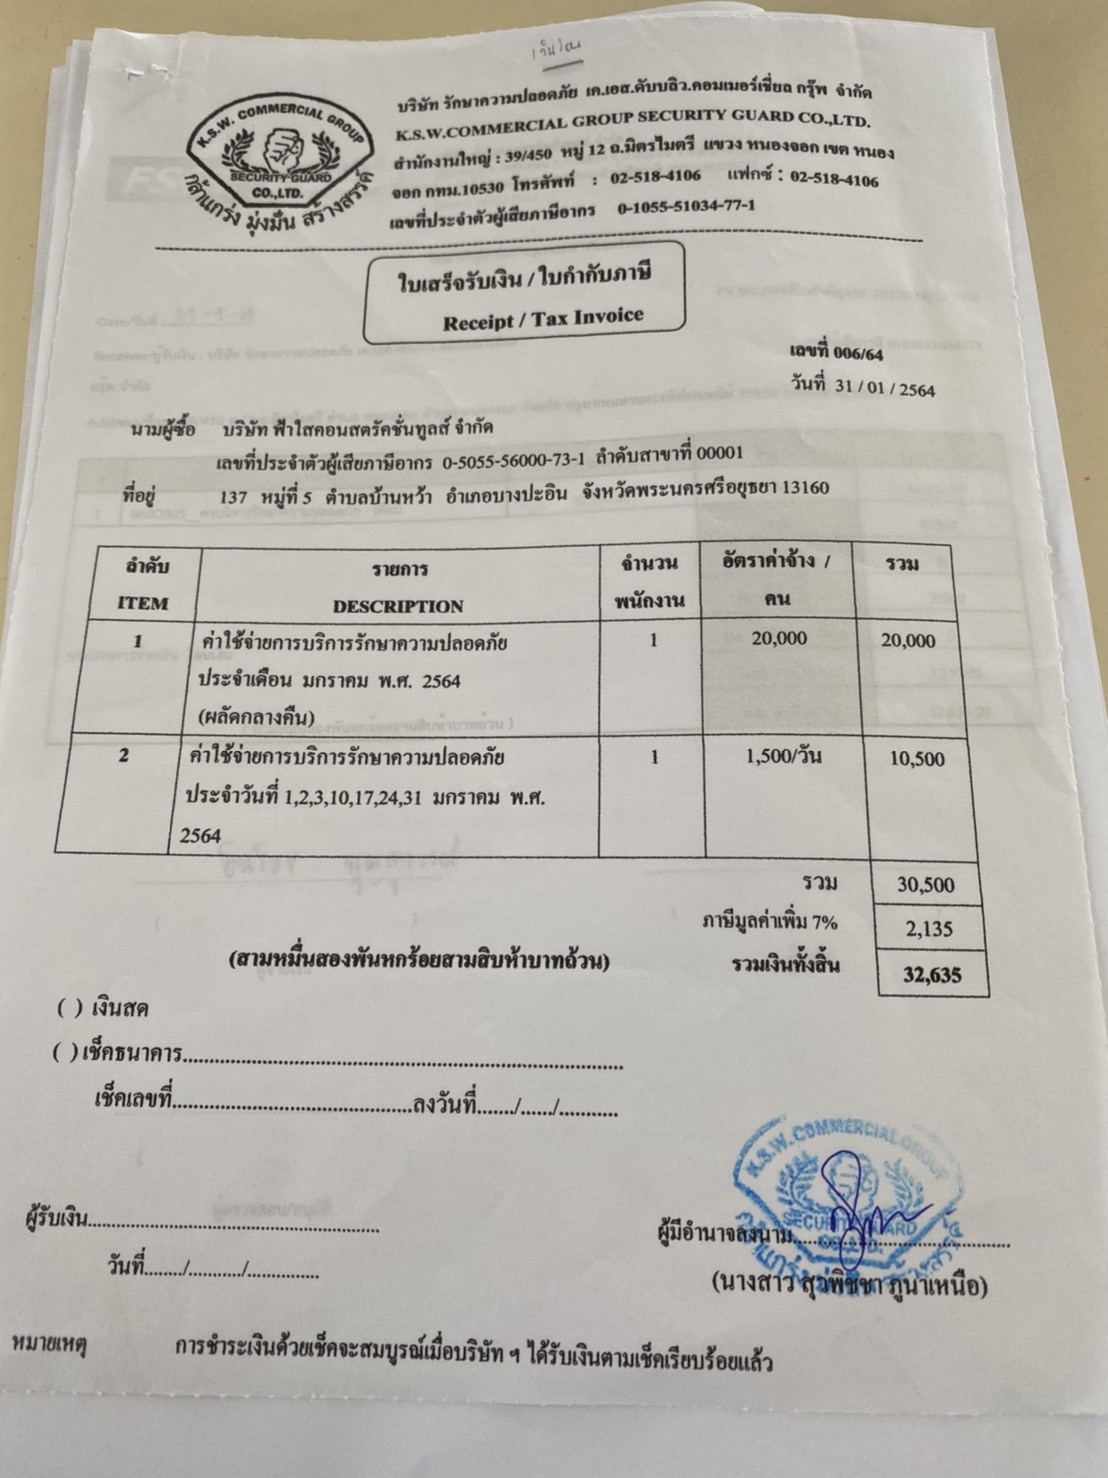 K.S.W. COMMERCIAL GROUP
SECURITY GUARD
CO.,LTD.
กล้าแกร่ง มุ่งมั่น สร้างสรรค์
บริษัท รักษาความปลอดภัย เค.เอส.ดับบลิว.คอมเมอร์เชี่ยล กรุ๊พ จำกัด
K.S.W.COMMERCIAL GROUP SECURITY GUARD CO.,LTD.
สำนักงานใหญ่ : 39/450 หมู่ 12 ถ.มิตรไมตรี แขวง หนองจอก เขต หนอง
จอก กทม.10530 โทรศัพท์ : 02-518-4106 แฟกซ์ : 02-518-4106
เลขที่ประจำตัวผู้เสียภาษีอากร 0-1055-51034-77-1
ใบเสร็จรับเงิน / ใบกำกับภาษี
Receipt / Tax Invoice
เลขที่ 006/64
วันที่ 31 / 01 / 2564
นามผู้ซื้อ บริษัท ฟ้าใสคอนสตรัคชั่นทูลส์ จำกัด
เลขที่ประจำตัวผู้เสียภาษีอากร 0-5055-56000-73-1 ลำดับสาขาที่ 00001
ที่อยู่ 137 หมู่ที่ 5 ตำบลบ้านหว้า อำเภอบางปะอิน จังหวัดพระนครศรีอยุธยา 13160
ลำดับ รายการ จำนวน อัตราค่าจ้าง / รวม
ITEM DESCRIPTION พนักงาน คน
1 ค่าใช้จ่ายการบริการรักษาความปลอดภัย 1 20,000 20,000
ประจำเดือน มกราคม พ.ศ. 2564
(ผลัดกลางคืน)
2 ค่าใช้จ่ายการบริการรักษาความปลอดภัย 1 1,500/วัน 10,500
ประจำวันที่ 1,2,3,10,17,24,31 มกราคม พ.ศ.
2564
รวม 30,500
ภาษีมูลค่าเพิ่ม 7% 2,135
(สามหมื่นสองพันหกร้อยสามสิบห้าบาทถ้วน) รวมเงินทั้งสิ้น 32,635
( ) เงินสด
( ) เช็คธนาคาร....................
เช็คเลขที่....................ลงวันที่......./....../...........
K.S.W. COMMERCIAL GROUP
ผู้รับเงิน.................... ผู้มีอำนาจลงนาม....................
วันที่......../.........../..............
(นางสาว สุวพิชชา ภูนาเหนือ)
หมายเหตุ การชำระเงินด้วยเช็คจะสมบูรณ์เมื่อบริษัท ฯ ได้รับเงินตามเช็คเรียบร้อยแล้ว